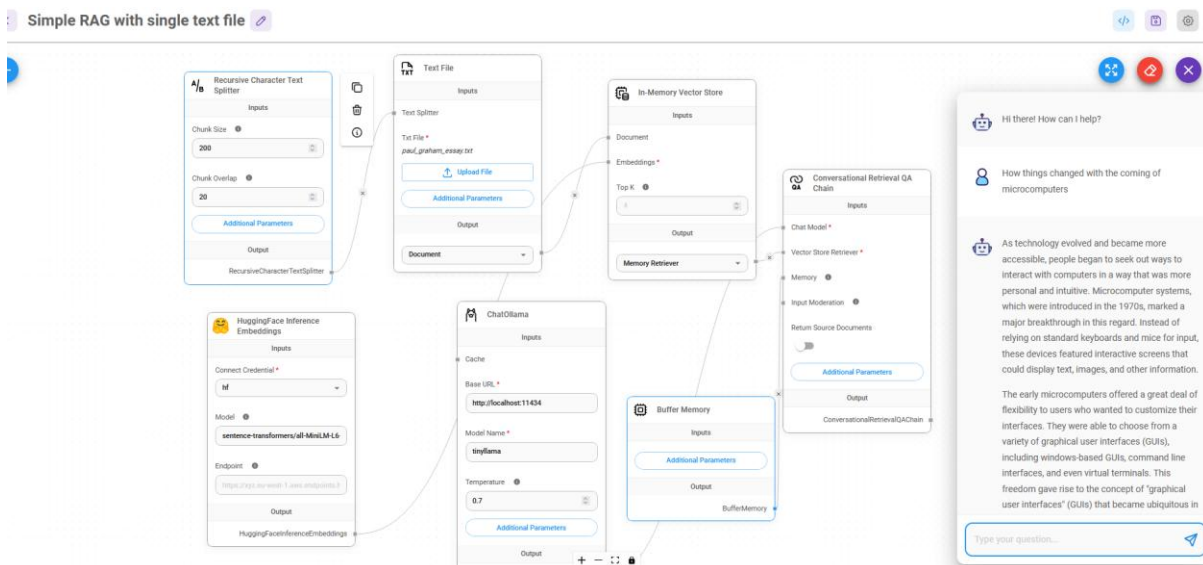 Simple RAG with single text file
</>
A/B
Recursive Character Text
Splitter
Inputs
Chunk Size
200
Chunk Overlap
20
Additional Parameters
Output
RecursiveCharacterTextSplitter
TXT
Text File
Inputs
Text Splitter
Txt File *
paul_graham_essay.txt
Upload File
Additional Parameters
Output
Document
In-Memory Vector Store
Inputs
Document
Embeddings *
Top K
4
Output
Memory Retriever
QA
Conversational Retrieval QA
Chain
Inputs
Chat Model *
Vector Store Retriever *
Memory
Input Moderation
Return Source Documents
Additional Parameters
Output
ConversationalRetrievalQAChain
HuggingFace Inference
Embeddings
Inputs
Connect Credential *
hf
Model
sentence-transformers/all-MiniLM-L6-
Endpoint
Output
HuggingFaceInferenceEmbeddings
ChatOllama
Inputs
Cache
Base URL *
http://localhost:11434
Model Name *
tinyllama
Temperature
0.7
Additional Parameters
Output
Buffer Memory
Inputs
Additional Parameters
Output
BufferMemory
Hi there! How can I help?
How things changed with the coming of
microcomputers
As technology evolved and became more
accessible, people began to seek out ways to
interact with computers in a way that was more
personal and intuitive. Microcomputer systems,
which were introduced in the 1970s, marked a
major breakthrough in this regard. Instead of
relying on standard keyboards and mice for input,
these devices featured interactive screens that
could display text, images, and other information.
The early microcomputers offered a great deal of
flexibility to users who wanted to customize their
interfaces. They were able to choose from a
variety of graphical user interfaces (GUIs),
including windows-based GUIs, command line
interfaces, and even virtual terminals. This
freedom gave rise to the concept of "graphical
user interfaces" (GUIs) that became ubiquitous in
Type your question...